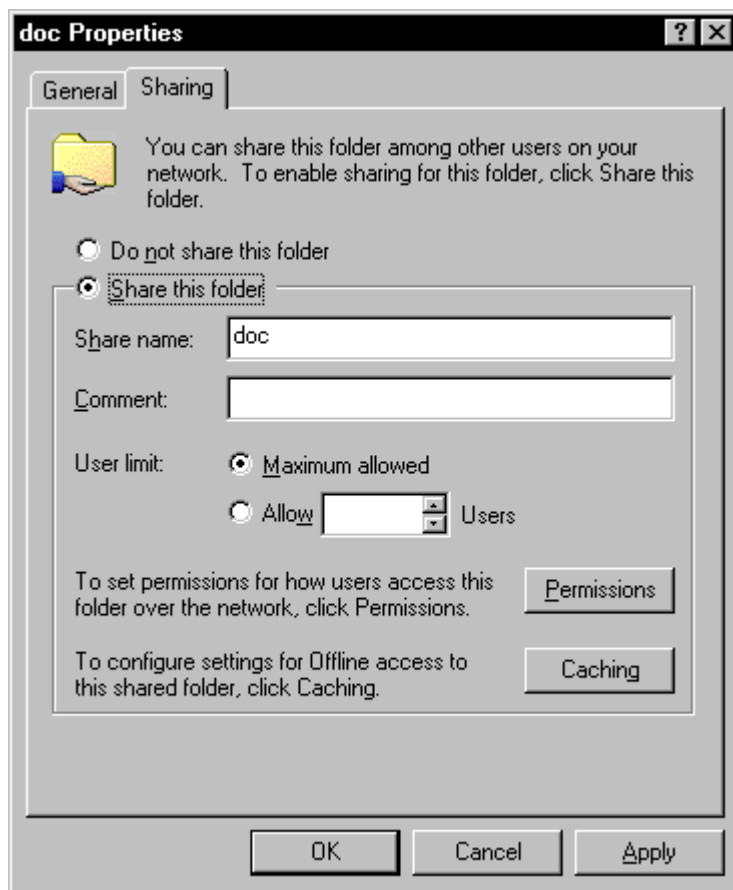 doc Properties
General
Sharing
You can share this folder among other users on your
network.  To enable sharing for this folder, click Share this
folder.
Do not share this folder
Share this folder
Share name:
doc
Comment:
User limit:
Maximum allowed
Allow
Users
To set permissions for how users access this
folder over the network, click Permissions.
Permissions
To configure settings for Offline access to
this shared folder, click Caching.
Caching
OK
Cancel
Apply